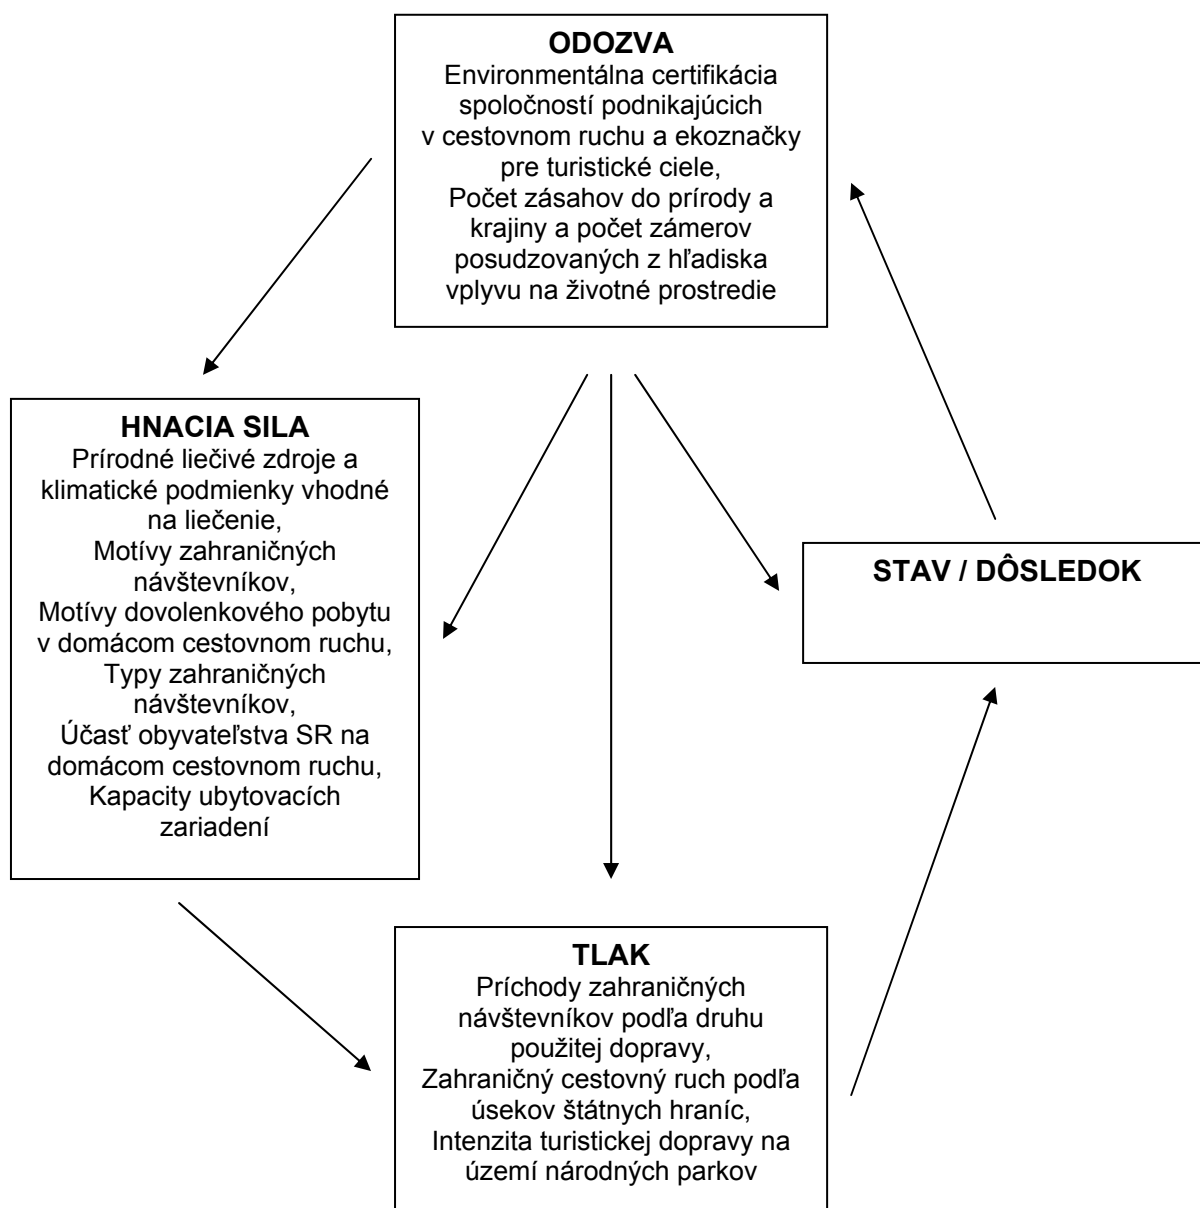 ODOZVA
Environmentálna certifikácia
spoločností podnikajúcich
v cestovnom ruchu a ekoznačky
pre turistické ciele,
Počet zásahov do prírody a
krajiny a počet zámerov
posudzovaných z hľadiska
vplyvu na životné prostredie
HNACIA SILA
Prírodné liečivé zdroje a
klimatické podmienky vhodné
na liečenie,
Motívy zahraničných
návštevníkov,
Motívy dovolenkového pobytu
v domácom cestovnom ruchu,
Typy zahraničných
návštevníkov,
Účasť obyvateľstva SR na
domácom cestovnom ruchu,
Kapacity ubytovacích
zariadení
STAV / DÔSLEDOK
TLAK
Príchody zahraničných
návštevníkov podľa druhu
použitej dopravy,
Zahraničný cestovný ruch podľa
úsekov štátnych hraníc,
Intenzita turistickej dopravy na
území národných parkov